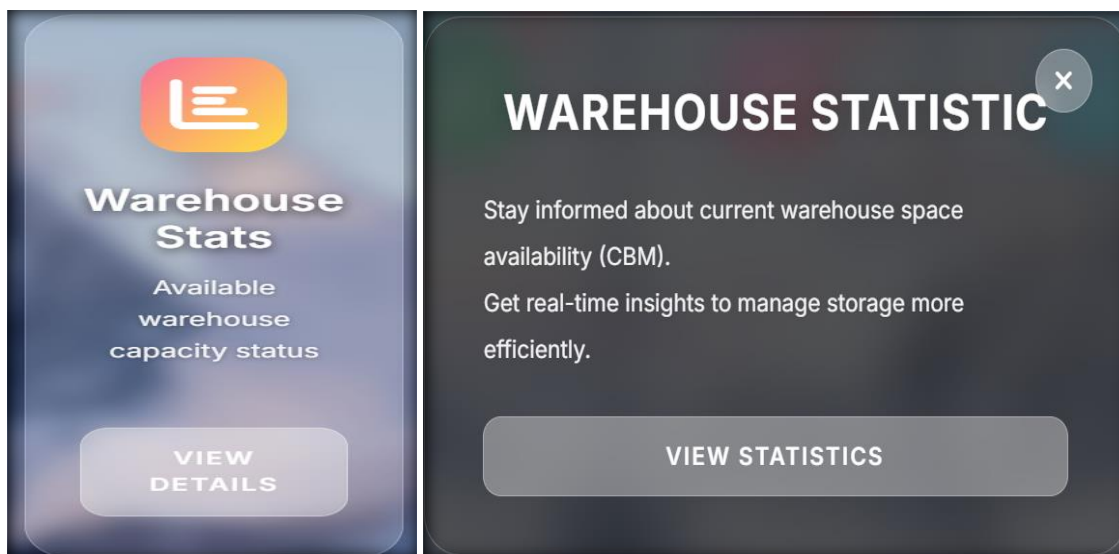 Warehouse
Stats
Available
warehouse
capacity status
VIEW
DETAILS
WAREHOUSE STATISTIC
Stay informed about current warehouse space
availability (CBM).
Get real-time insights to manage storage more
efficiently.
VIEW STATISTICS